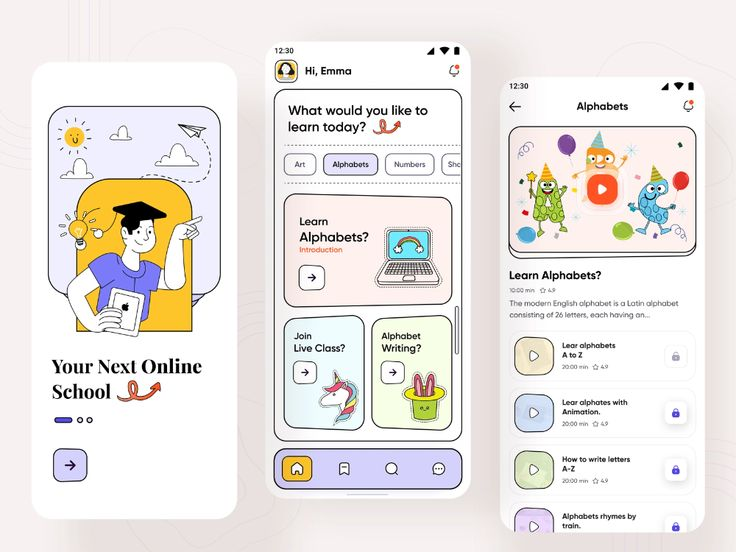 Your Next Online
School
12:30
Hi, Emma
What would you like to
learn today?
Art
Alphabets
Numbers
Sha
Learn
Alphabets?
Introduction
Join
Live Class?
Alphabet
Writing?
12:30
Alphabets
Learn Alphabets?
10:00 min 4.9
The modern English alphabet is a Latin alphabet
consisting of 26 letters, each having an...
Lear alphabets
A to Z
20:00 min 4.9
Lear alphates with
Animation.
20:00 min 4.9
How to write letters
A-Z
20:00 min 4.9
Alphabets rhymes by
train.